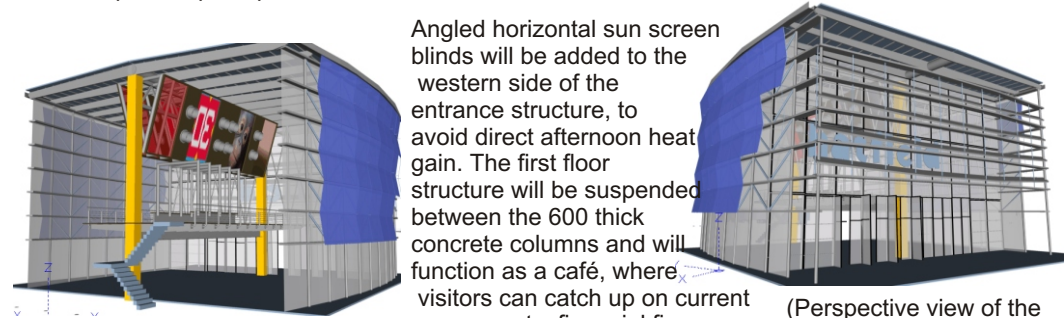 Angled horizontal sun screen
blinds will be added to the
western side of the
entrance structure, to
avoid direct afternoon heat
gain. The first floor
structure will be suspended
between the 600 thick
concrete columns and will
function as a café, where
visitors can catch up on current
(Perspective view of the
Z
X
Z
X